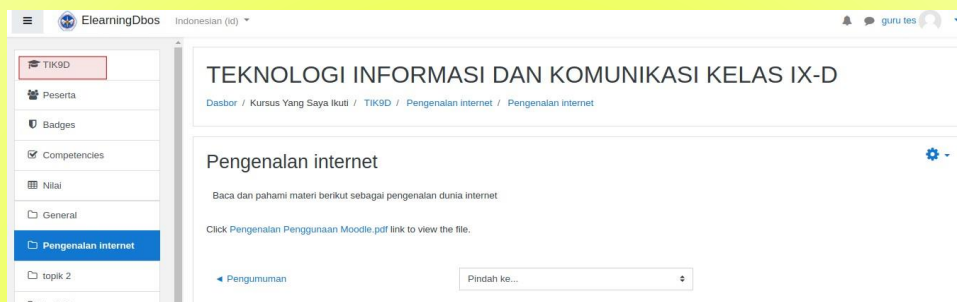 ElearningDbos Indonesian (id) guru tes
TIK9D
Peserta
Badges
Competencies
Nilai
General
Pengenalan internet
topik 2
TEKNOLOGI INFORMASI DAN KOMUNIKASI KELAS IX-D
Dasbor / Kursus Yang Saya Ikuti / TIK9D / Pengenalan internet / Pengenalan internet
Pengenalan internet
Baca dan pahami materi berikut sebagai pengenalan dunia internet
Click Pengenalan Penggunaan Moodle.pdf link to view the file.
◄ Pengumuman Pindah ke...